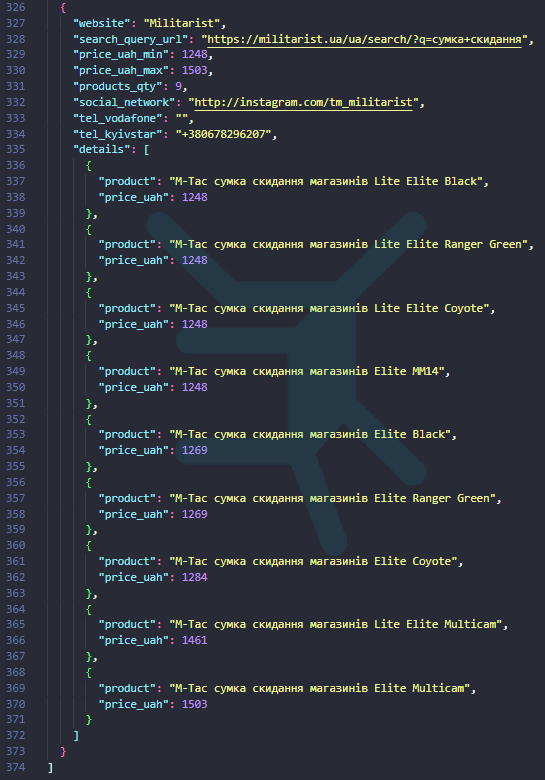 326 {
327 "website": "Militarist",
328 "search_query_url": "https://militarist.ua/ua/search/?q=сумка+скидання",
329 "price_uah_min": 1248,
330 "price_uah_max": 1503,
331 "products_qty": 9,
332 "social_network": "http://instagram.com/tm_militarist",
333 "tel_vodafone": "",
334 "tel_kyivstar": "+380678296207",
335 "details": [
336 {
337 "product": "M-Tac сумка скидання магазинів Lite Elite Black",
338 "price_uah": 1248
339 },
340 {
341 "product": "M-Tac сумка скидання магазинів Lite Elite Ranger Green",
342 "price_uah": 1248
343 },
344 {
345 "product": "M-Tac сумка скидання магазинів Lite Elite Coyote",
346 "price_uah": 1248
347 },
348 {
349 "product": "M-Tac сумка скидання магазинів Elite MM14",
350 "price_uah": 1248
351 },
352 {
353 "product": "M-Tac сумка скидання магазинів Elite Black",
354 "price_uah": 1269
355 },
356 {
357 "product": "M-Tac сумка скидання магазинів Elite Ranger Green",
358 "price_uah": 1269
359 },
360 {
361 "product": "M-Tac сумка скидання магазинів Elite Coyote",
362 "price_uah": 1284
363 },
364 {
365 "product": "M-Tac сумка скидання магазинів Lite Elite Multicam",
366 "price_uah": 1461
367 },
368 {
369 "product": "M-Tac сумка скидання магазинів Elite Multicam",
370 "price_uah": 1503
371 }
372 ]
373 }
374 ]